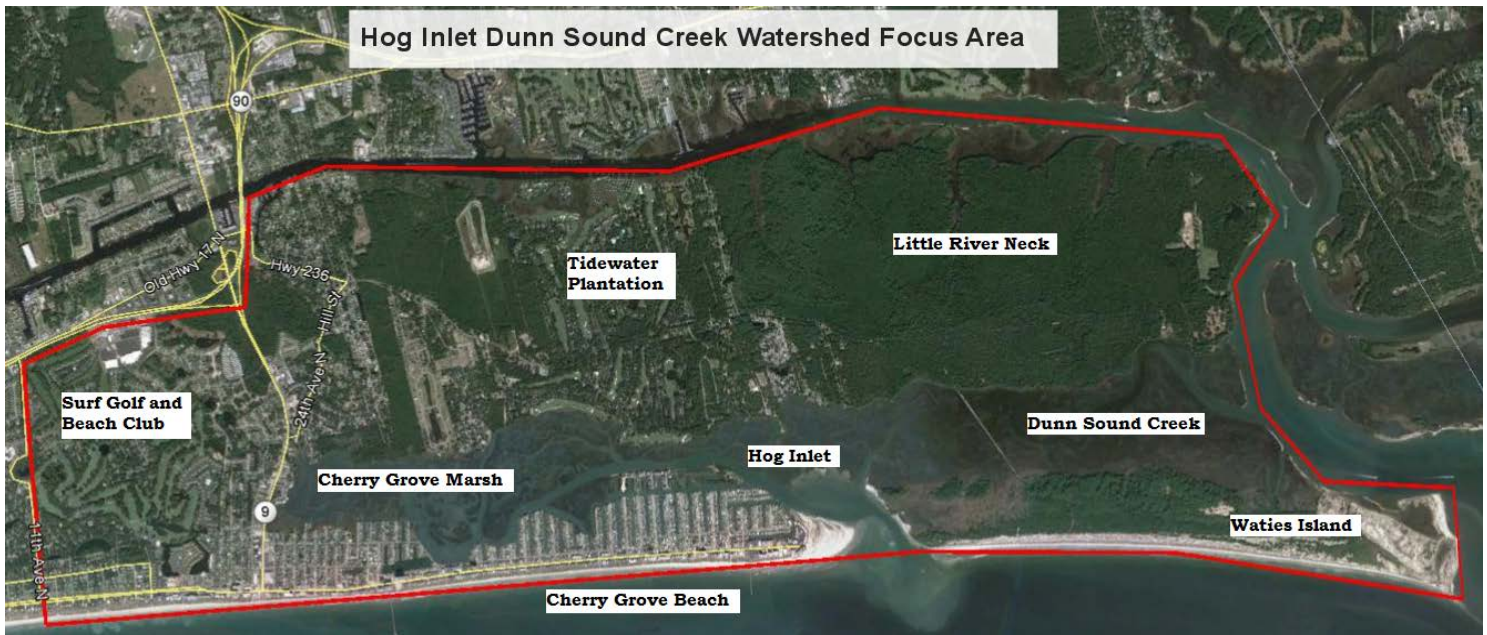 Hog Inlet Dunn Sound Creek Watershed Focus Area
90
Old Hwy 17 N
Hwy 236
Hill St
24th Ave N
Tidewater
Plantation
Little River Neck
Surf Golf and
Beach Club
Dunn Sound Creek
Hog Inlet
Cherry Grove Marsh
9
Waties Island
11th Ave N
Cherry Grove Beach